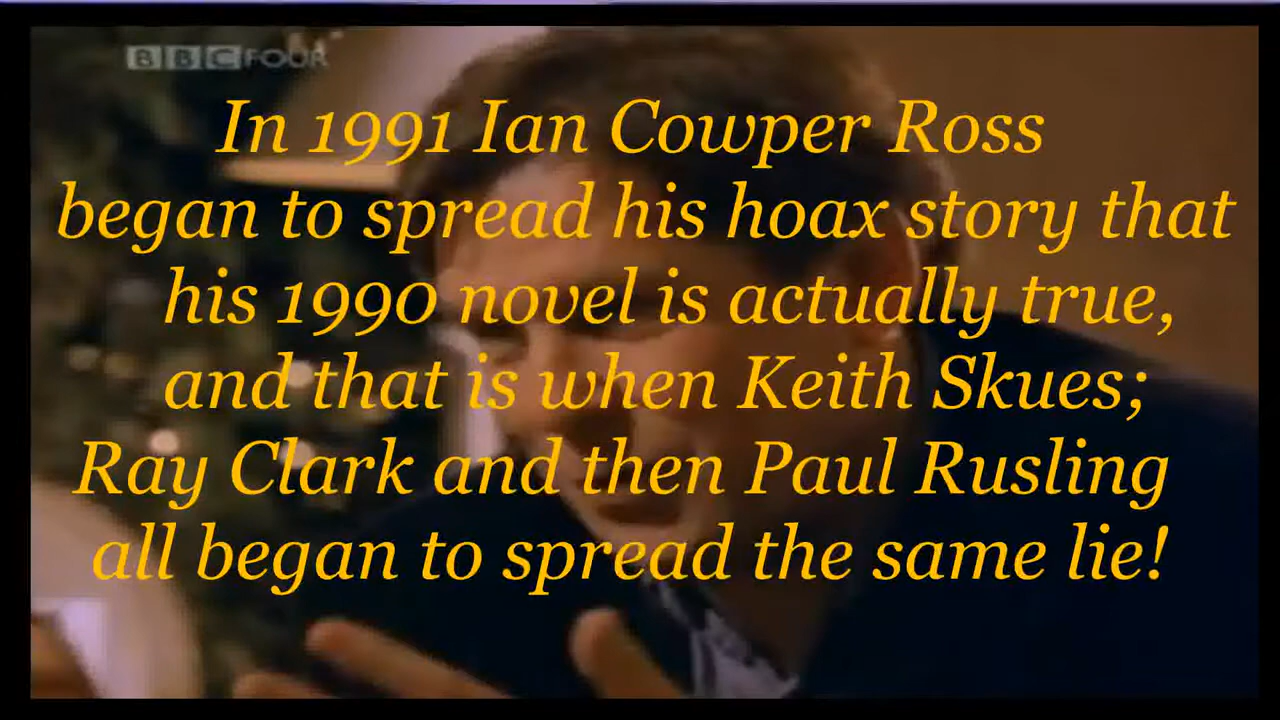 BBC FOUR
In 1991 Ian Cowper Ross
began to spread his hoax story that
his 1990 novel is actually true,
and that is when Keith Skues;
Ray Clark and then Paul Rusling
all began to spread the same lie!